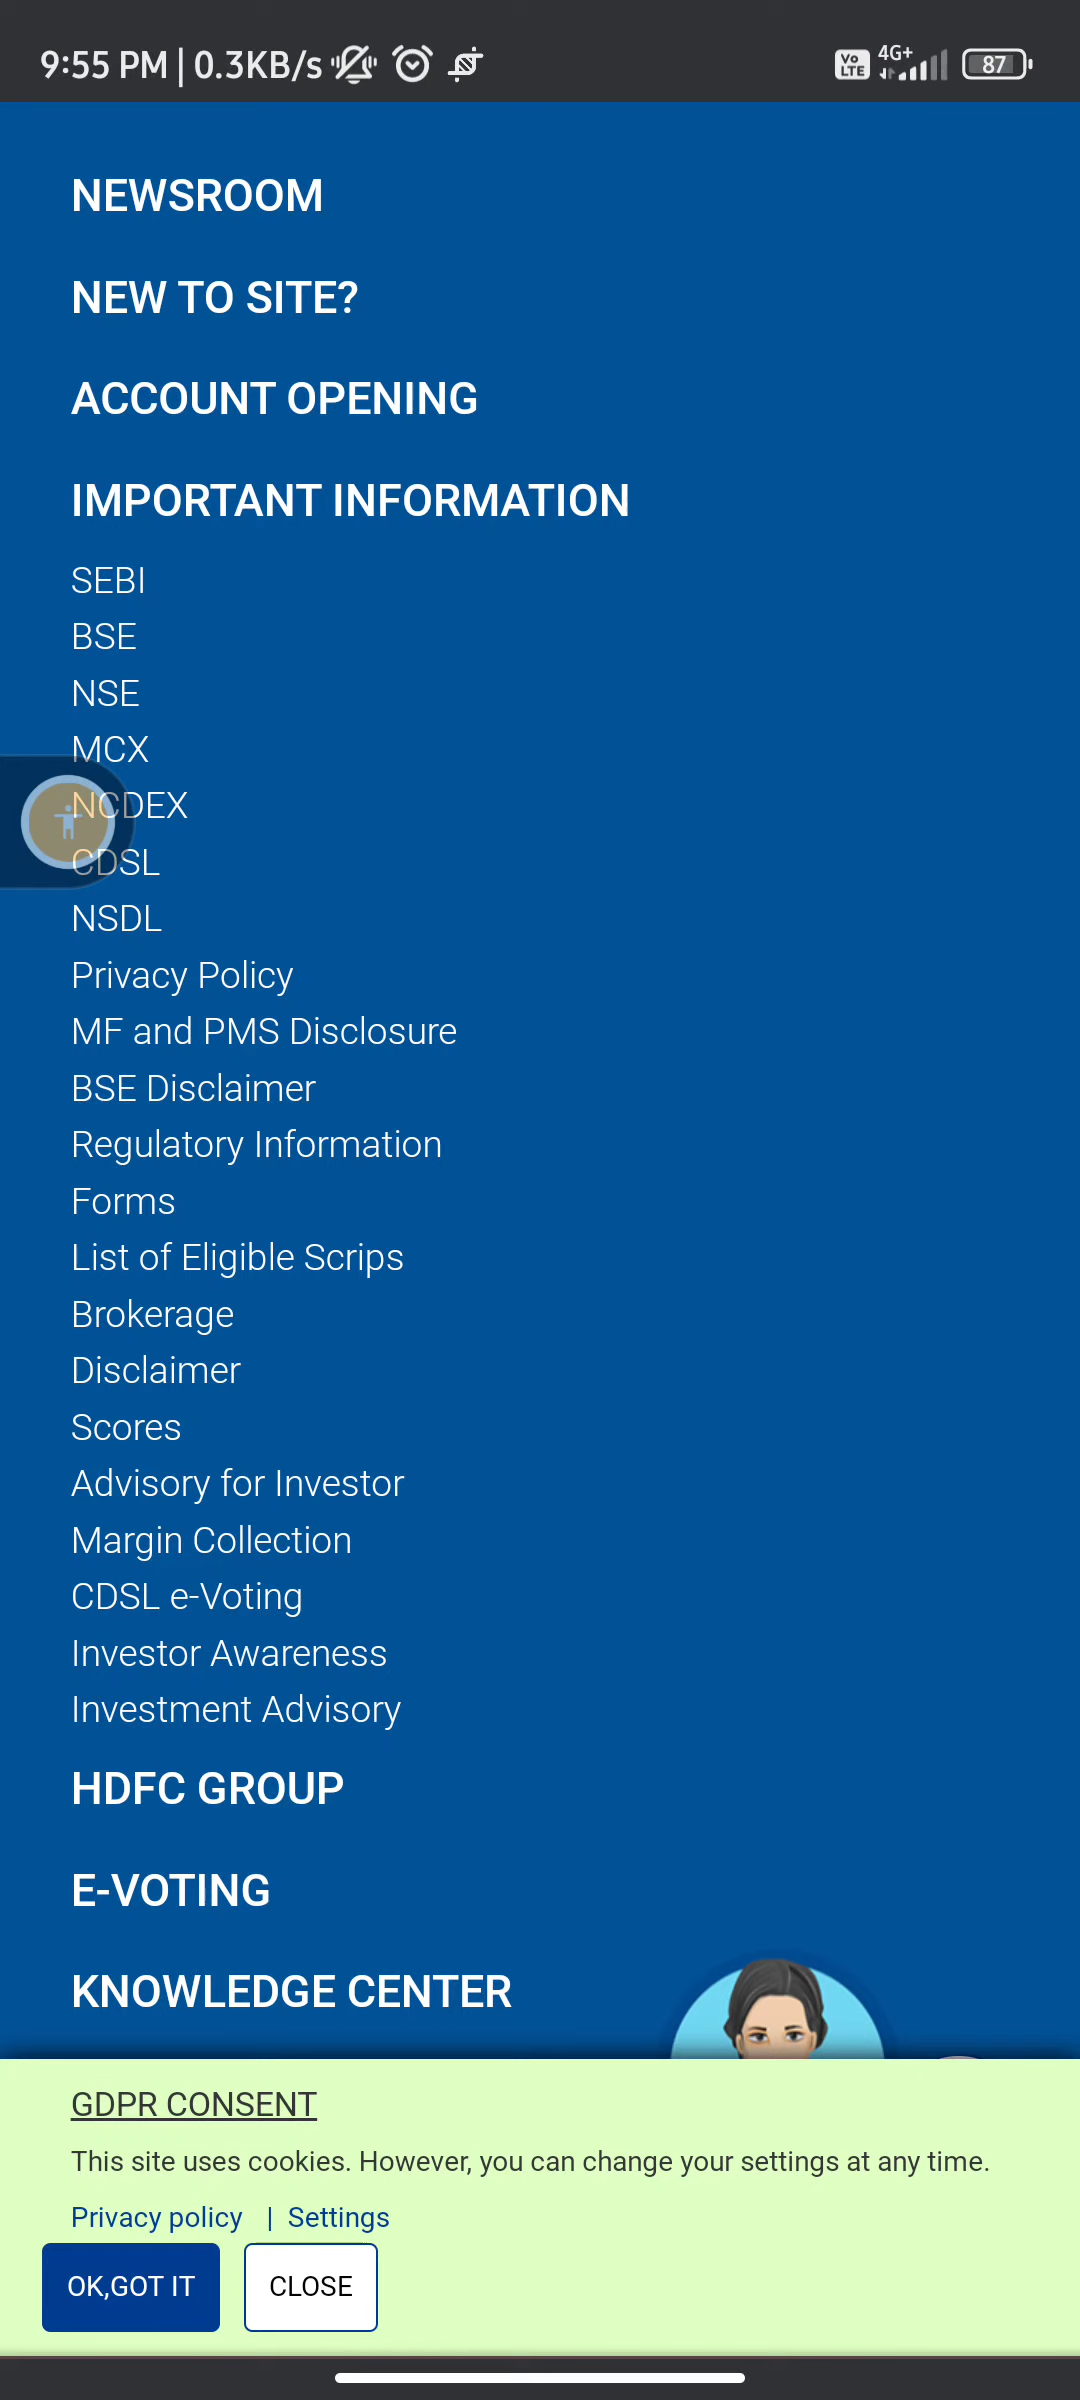 9:55 PM | 0.3KB/s Vo LTE 4G+ 87
NEWSROOM
NEW TO SITE?
ACCOUNT OPENING
IMPORTANT INFORMATION
SEBI
BSE
NSE
MCX
NCDEX
CDSL
NSDL
Privacy Policy
MF and PMS Disclosure
BSE Disclaimer
Regulatory Information
Forms
List of Eligible Scrips
Brokerage
Disclaimer
Scores
Advisory for Investor
Margin Collection
CDSL e-Voting
Investor Awareness
Investment Advisory
HDFC GROUP
E-VOTING
KNOWLEDGE CENTER
GDPR CONSENT
This site uses cookies. However, you can change your settings at any time.
Privacy policy | Settings
OK,GOT IT CLOSE